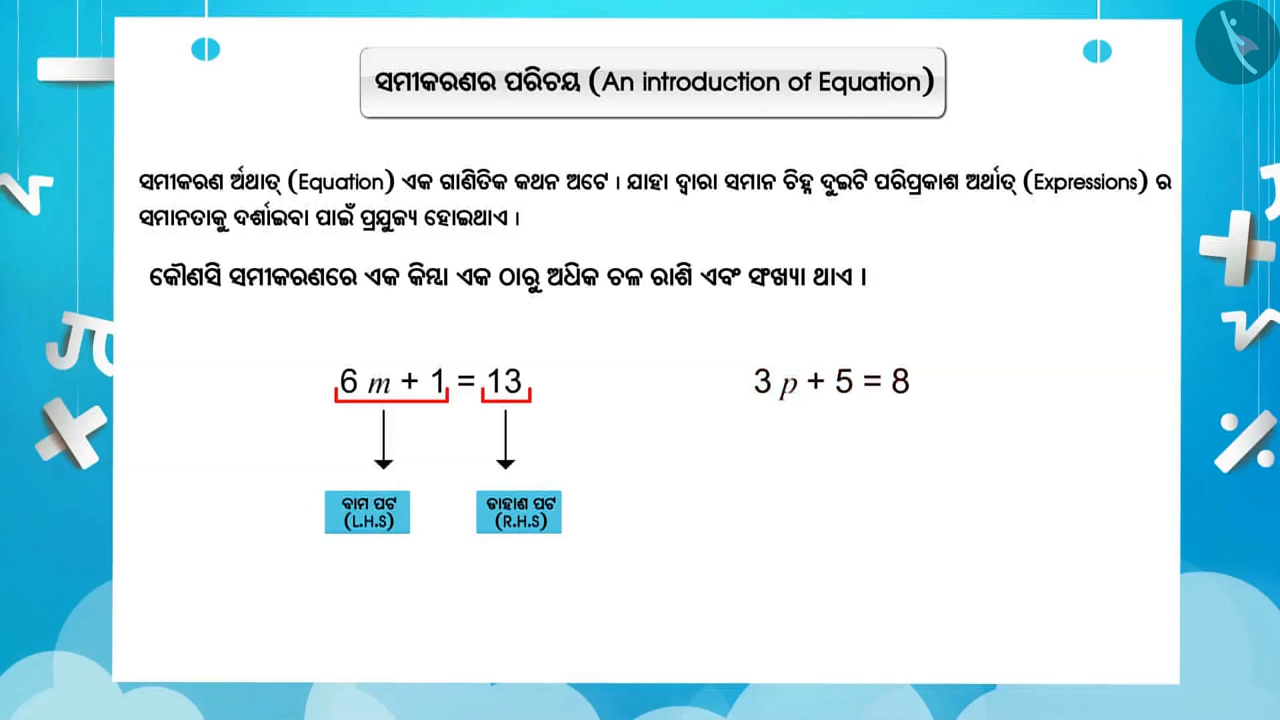 ସମୀକରଣର ପରିଚୟ (An introduction of Equation)
ସମୀକରଣ ର୍ଅଥାତ୍ (Equation) ଏକ ଗାଣିତିକ କଥନ ଅଟେ । ଯାହା ଦ୍ୱାରା ସମାନ ଚିହ୍ନ ଦୁଇଟି ପରିପ୍ରକାଶ ଅର୍ଥାତ୍ (Expressions) ର
ସମାନତାକୁ ଦର୍ଶାଇବା ପାଇଁ ପ୍ରଯୁଜ୍ୟ ହୋଇଥାଏ ।
କୌଣସି ସମୀକରଣରେ ଏକ କିମ୍ଭା ଏକ ଠାରୁ ଅଧିକ ଚଳ ରାଶି ଏବଂ ସଂଖ୍ୟା ଥାଏ ।
6 m + 1 = 13
3 p + 5 = 8
ବାମ ପଟ
(L.H.S)
ଡାହାଣ ପଟ
(R.H.S)